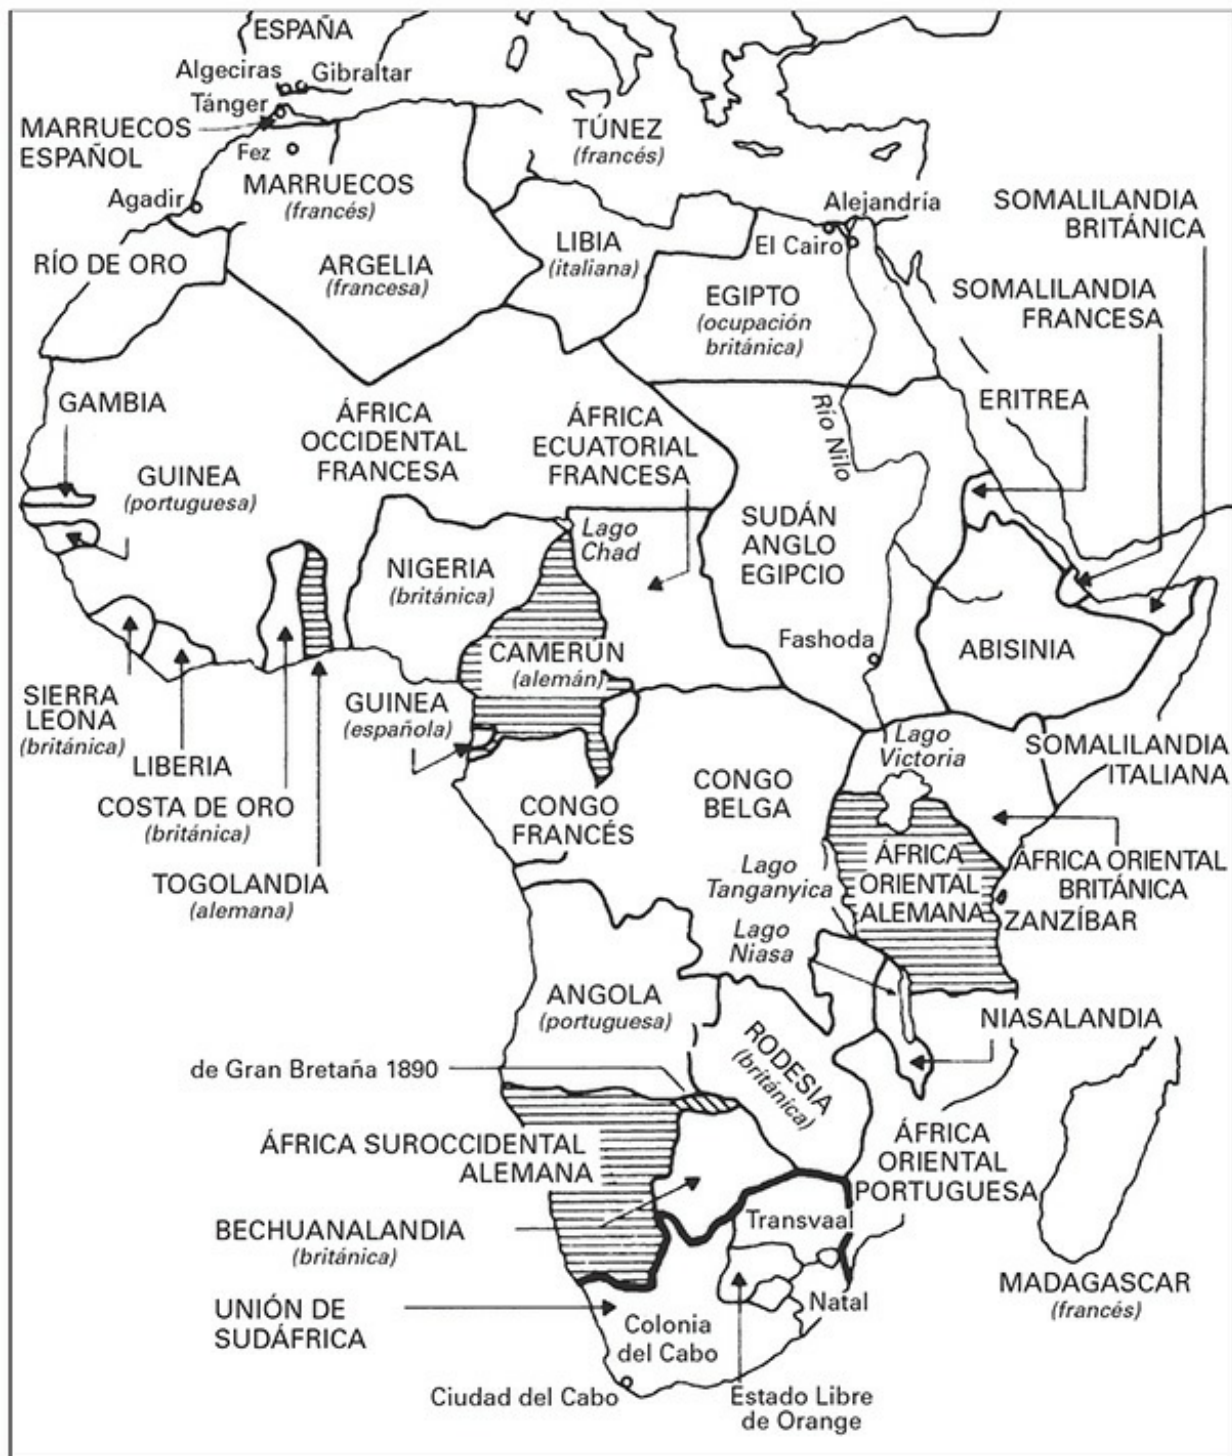 ESPAÑA
Algeciras
Gibraltar
Tánger
MARRUECOS
ESPAÑOL
Fez
MARRUECOS
(francés)
Agadir
TÚNEZ
(francés)
Alejandría
El Cairo
SOMALILANDIA
BRITÁNICA
RÍO DE ORO
ARGELIA
(francesa)
LIBIA
(italiana)
EGIPTO
(ocupación
británica)
SOMALILANDIA
FRANCESA
GAMBIA
ÁFRICA
OCCIDENTAL
FRANCESA
ÁFRICA
ECUATORIAL
FRANCESA
Río Nilo
ERITREA
GUINEA
(portuguesa)
Lago
Chad
SUDÁN
ANGLO
EGIPCIO
NIGERIA
(británica)
Fashoda
ABISINIA
CAMERÚN
(alemán)
SIERRA
LEONA
(británica)
GUINEA
(española)
LIBERIA
Lago
Victoria
SOMALILANDIA
ITALIANA
COSTA DE ORO
(británica)
CONGO
FRANCÉS
CONGO
BELGA
TOGOLANDIA
(alemana)
Lago
Tanganyica
ÁFRICA
ORIENTAL
ALEMANA
ÁFRICA ORIENTAL
BRITÁNICA
ZANZÍBAR
Lago
Niasa
ANGOLA
(portuguesa)
RODESIA
(británica)
NIASALANDIA
de Gran Bretaña 1890
ÁFRICA SUROCCIDENTAL
ALEMANA
ÁFRICA
ORIENTAL
PORTUGUESA
BECHUANALANDIA
(británica)
Transvaal
MADAGASCAR
(francés)
UNIÓN DE
SUDÁFRICA
Natal
Colonia
del Cabo
Ciudad del Cabo
Estado Libre
de Orange